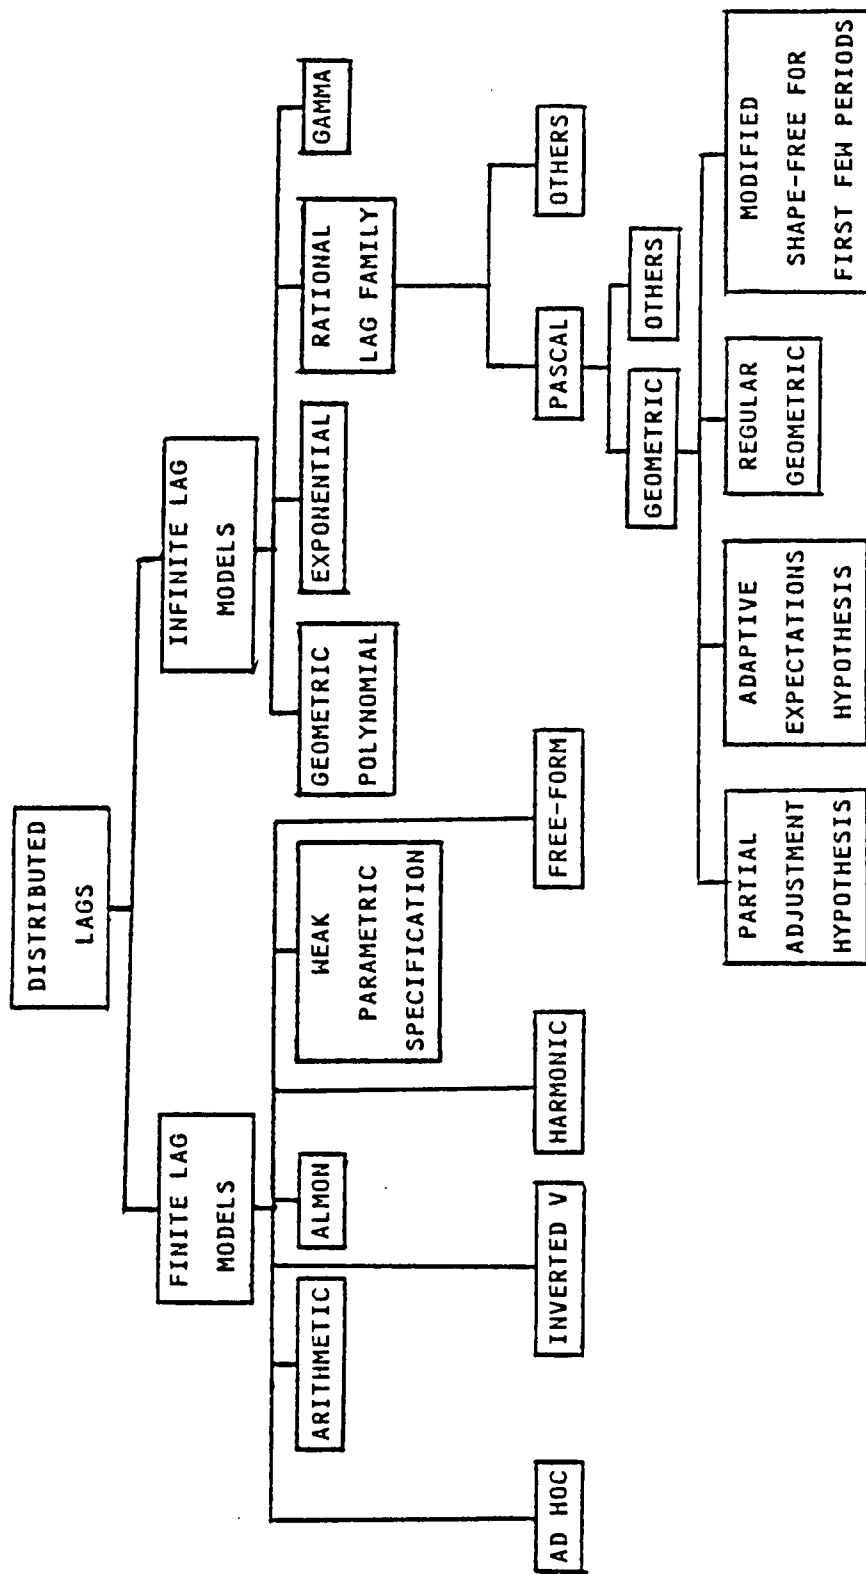 DISTRIBUTED
LAGS
FINITE LAG
MODELS
INFINITE LAG
MODELS
ARITHMETIC
ALMON
WEAK
PARAMETRIC
SPECIFICATION
GEOMETRIC
POLYNOMIAL
EXPONENTIAL
RATIONAL
LAG FAMILY
GAMMA
AD HOC
INVERTED V
HARMONIC
FREE-FORM
PASCAL
OTHERS
GEOMETRIC
OTHERS
PARTIAL
ADJUSTMENT
HYPOTHESIS
ADAPTIVE
EXPECTATIONS
HYPOTHESIS
REGULAR
GEOMETRIC
MODIFIED
SHAPE-FREE FOR
FIRST FEW PERIODS